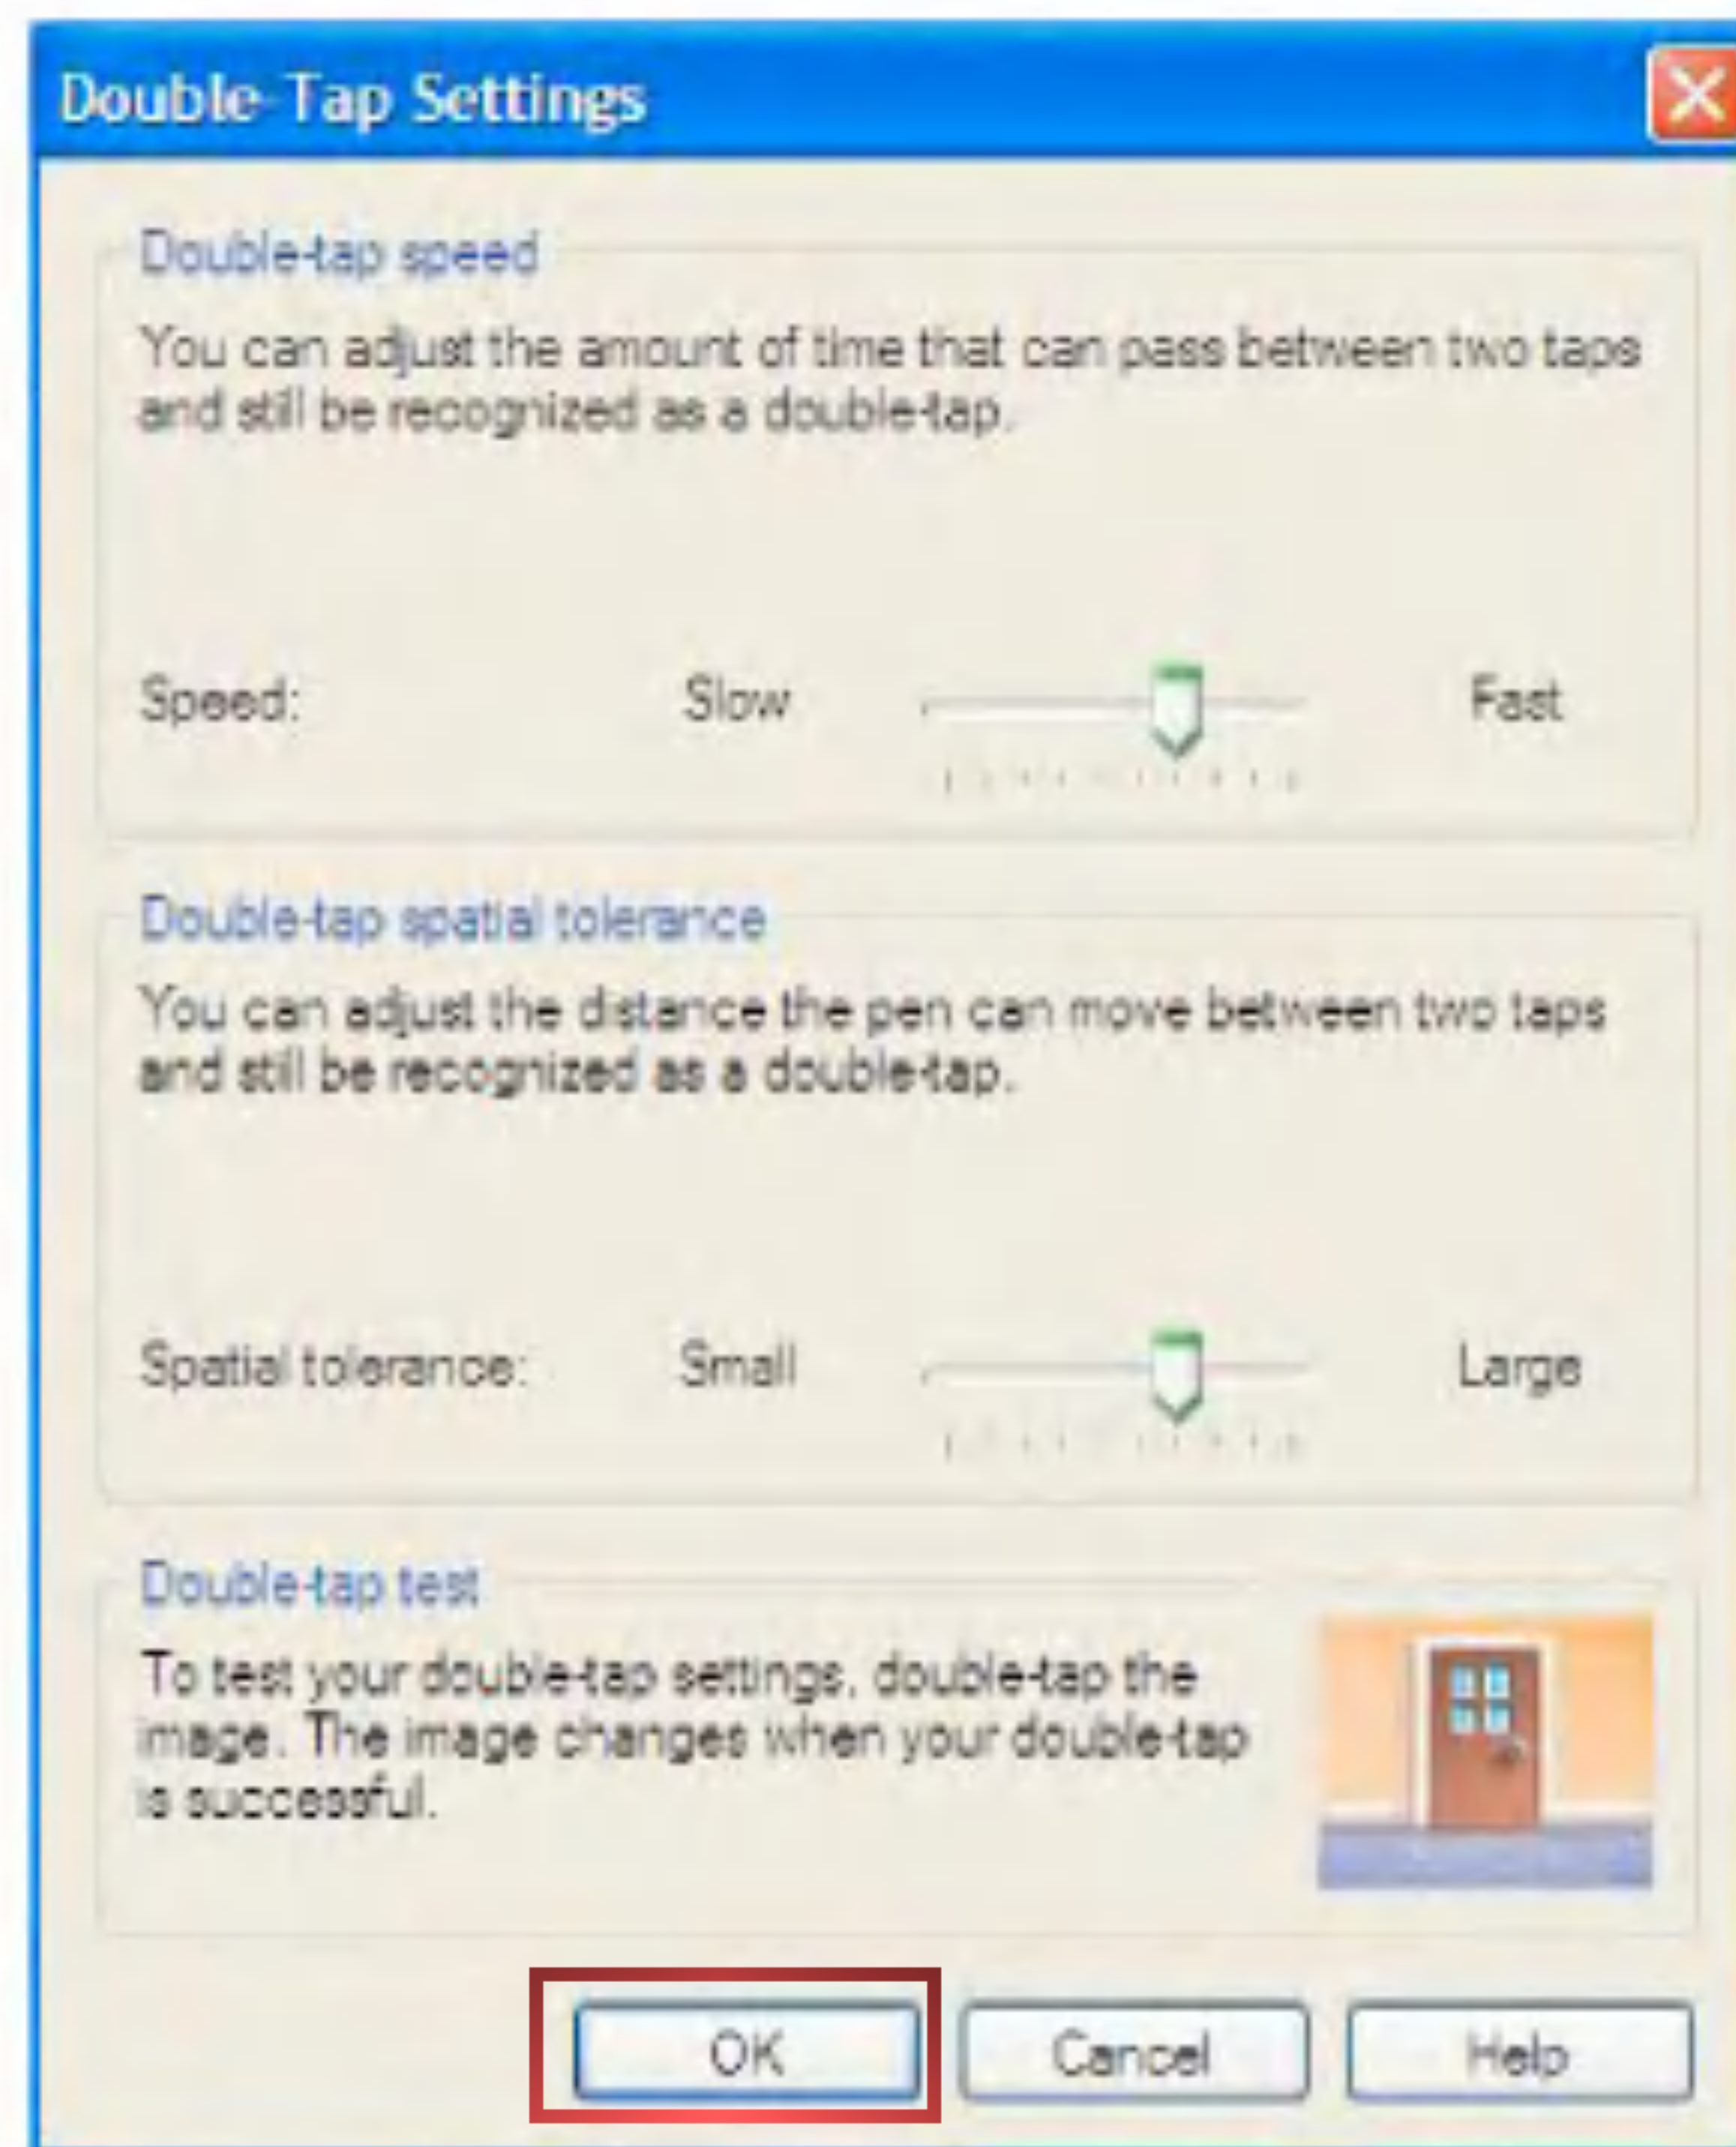 Double-Tap Settings
Double-tap speed
You can adjust the amount of time that can pass between two taps
and still be recognized as a double-tap.
Speed:
Slow
Fast
Double-tap spatial tolerance
You can adjust the distance the pen can move between two taps
and still be recognized as a double-tap.
Spatial tolerance:
Small
Large
Double-tap test
To test your double-tap settings, double-tap the
image. The image changes when your double-tap
is successful.
OK
Cancel
Help